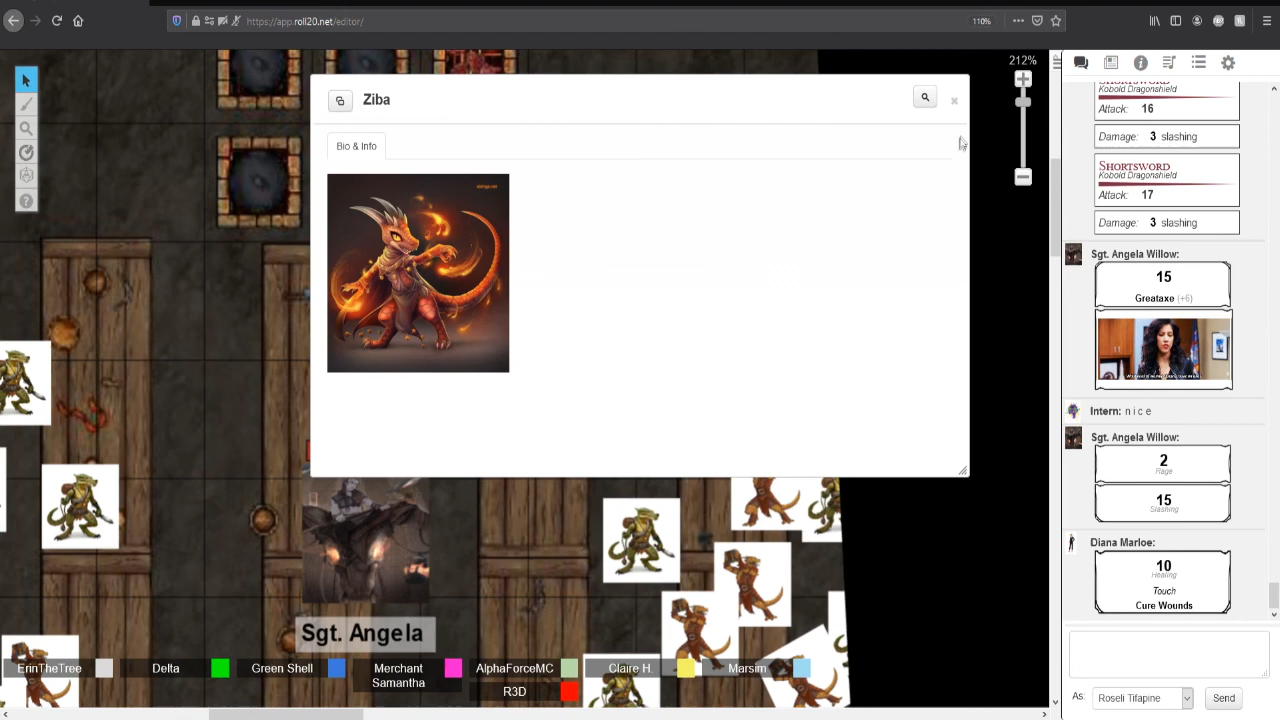 https://app.roll20.net/editor/
110%
212%
Ziba
Bio & Info
SHORTSWORD
Kobold Dragonshield
Attack: 16
Damage: 3 slashing
SHORTSWORD
Kobold Dragonshield
Attack: 17
Damage: 3 slashing
Sgt. Angela Willow:
15
Greataxe (+6)
Intern: n i c e
Sgt. Angela Willow:
2
Rage
15
Slashing
Diana Marloe:
10
Healing
Touch
Cure Wounds
Sgt. Angela
ErinTheTree
Delta
Green Shell
Merchant
Samantha
AlphaForceMC
R3D
Claire H.
Marsim
As: Roseli Tifapine
Send